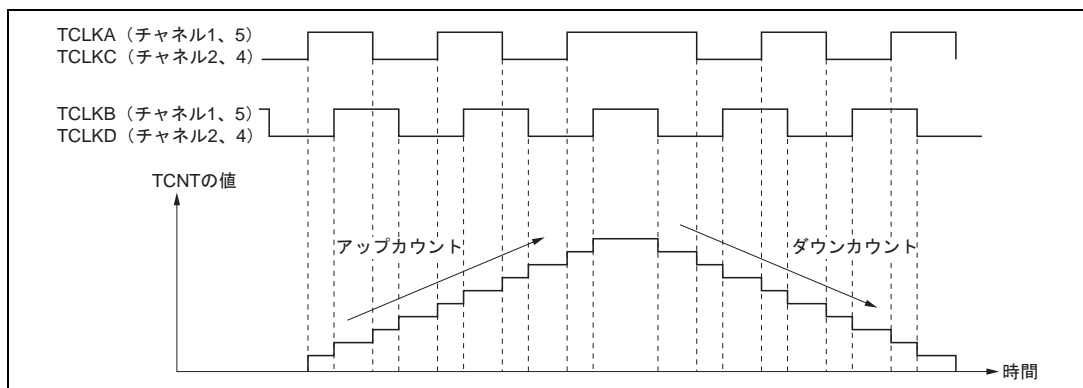 TCLKA（チャネル1、5）
TCLKC（チャネル2、4）
TCLKB（チャネル1、5）
TCLKD（チャネル2、4）
TCNTの値
アップカウント
ダウンカウント
時間